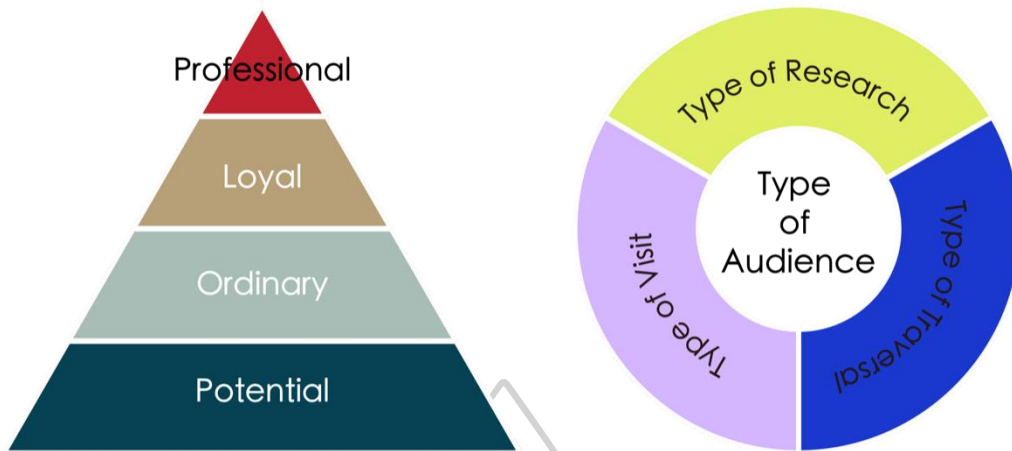 Professional
Loyal
Ordinary
Potential
Type of Research
Type of Traversal
Type of Visit
Type
of
Audience